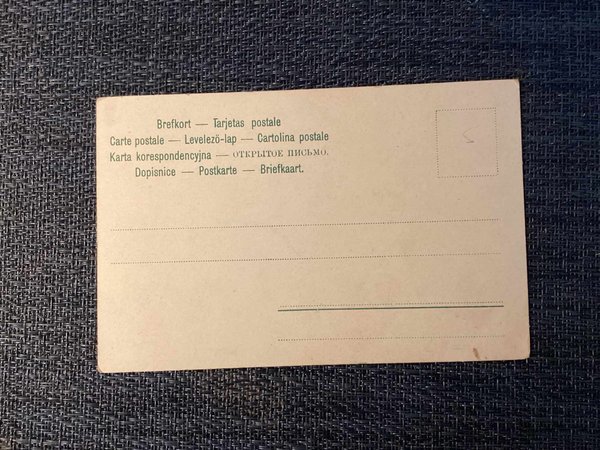 Brefkort — Tarjetas postale
Carte postale — Levelező-lap — Cartolina postale
Karta korespondencyjna — ОТКРЫТОЕ ПИСЬМО.
Dopisnice — Postkarte — Briefkaart.